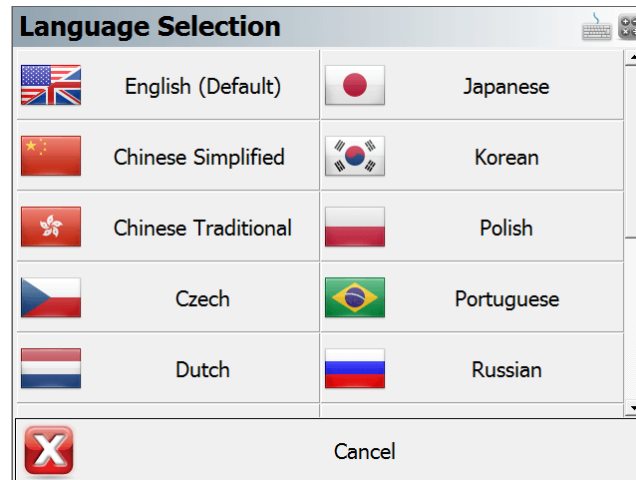 Language Selection
English (Default)
Japanese
Chinese Simplified
Korean
Chinese Traditional
Polish
Czech
Portuguese
Dutch
Russian
Cancel